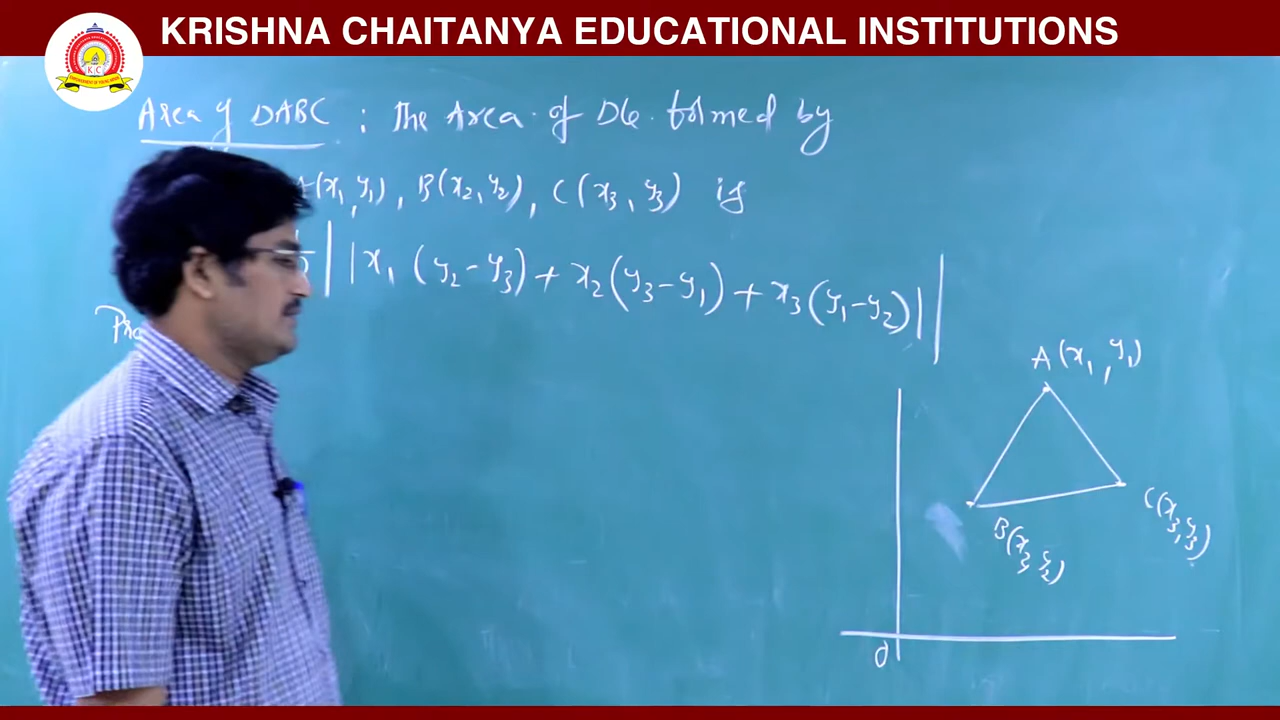 KRISHNA CHAITANYA EDUCATIONAL INSTITUTIONS
K C
Area of ΔABC : The Area of Δle formed by
A(x₁, y₁), B(x₂, y₂), C(x₃, y₃) is
| |x₁ (y₂ - y₃) + x₂ (y₃ - y₁) + x₃ (y₁ - y₂)| |
A(x₁, y₁)
C(x₃, y₃)
B(x₂, y₂)
O